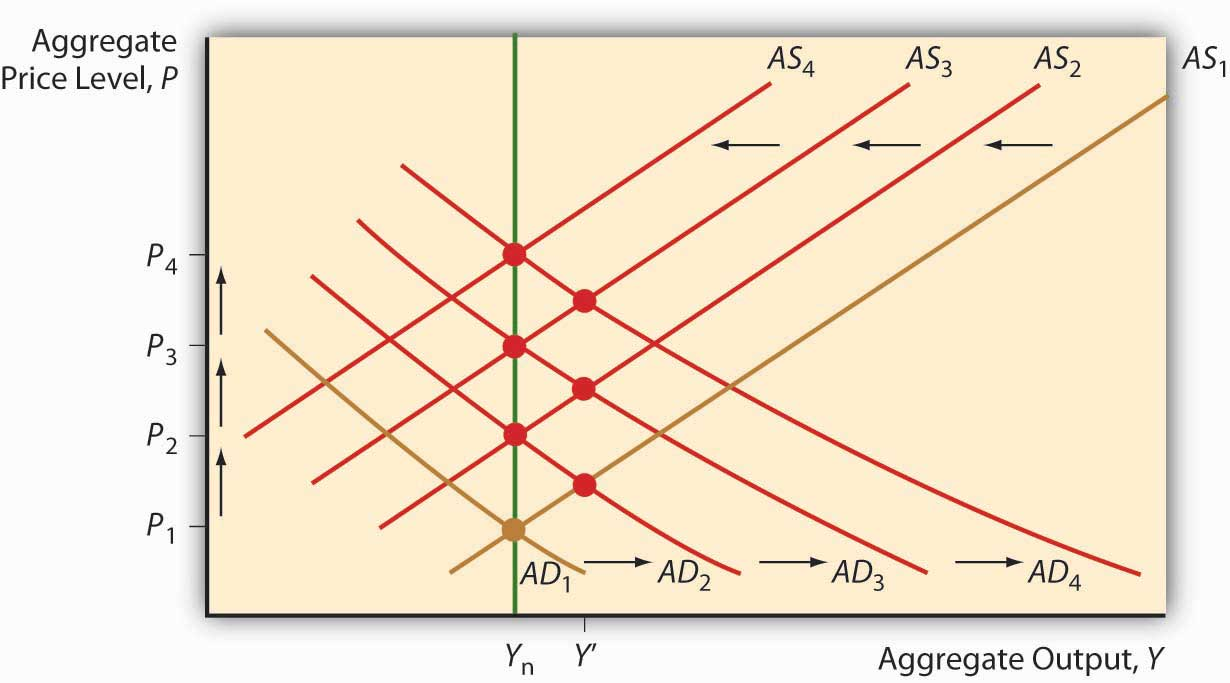 Aggregate
Price Level, P
AS₄
AS₃
AS₂
AS₁
P₄
P₃
P₂
P₁
AD₁
AD₂
AD₃
AD₄
Yₙ
Y′
Aggregate Output, Y